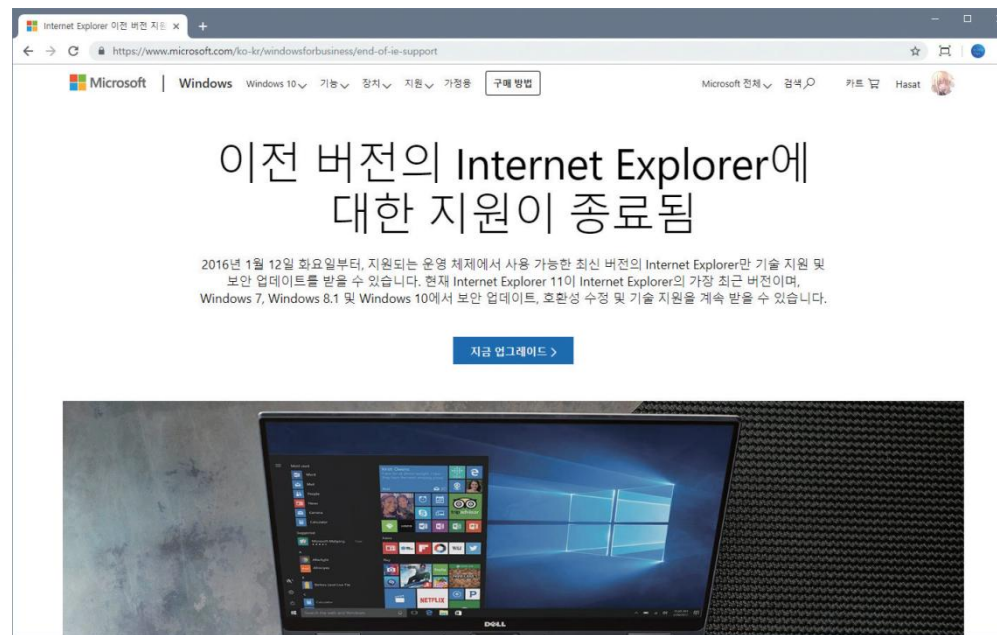 Internet Explorer 이전 버전 지원
https://www.microsoft.com/ko-kr/windowsforbusiness/end-of-ie-support
Microsoft | Windows Windows 10 기능 장치 지원 가정용 구매 방법 Microsoft 전체 검색 카트 Hasat
이전 버전의 Internet Explorer에
대한 지원이 종료됨
2016년 1월 12일 화요일부터, 지원되는 운영 체제에서 사용 가능한 최신 버전의 Internet Explorer만 기술 지원 및
보안 업데이트를 받을 수 있습니다. 현재 Internet Explorer 11이 Internet Explorer의 가장 최근 버전이며,
Windows 7, Windows 8.1 및 Windows 10에서 보안 업데이트, 호환성 수정 및 기술 지원을 계속 받을 수 있습니다.
지금 업그레이드 >
NETFLIX
DELL